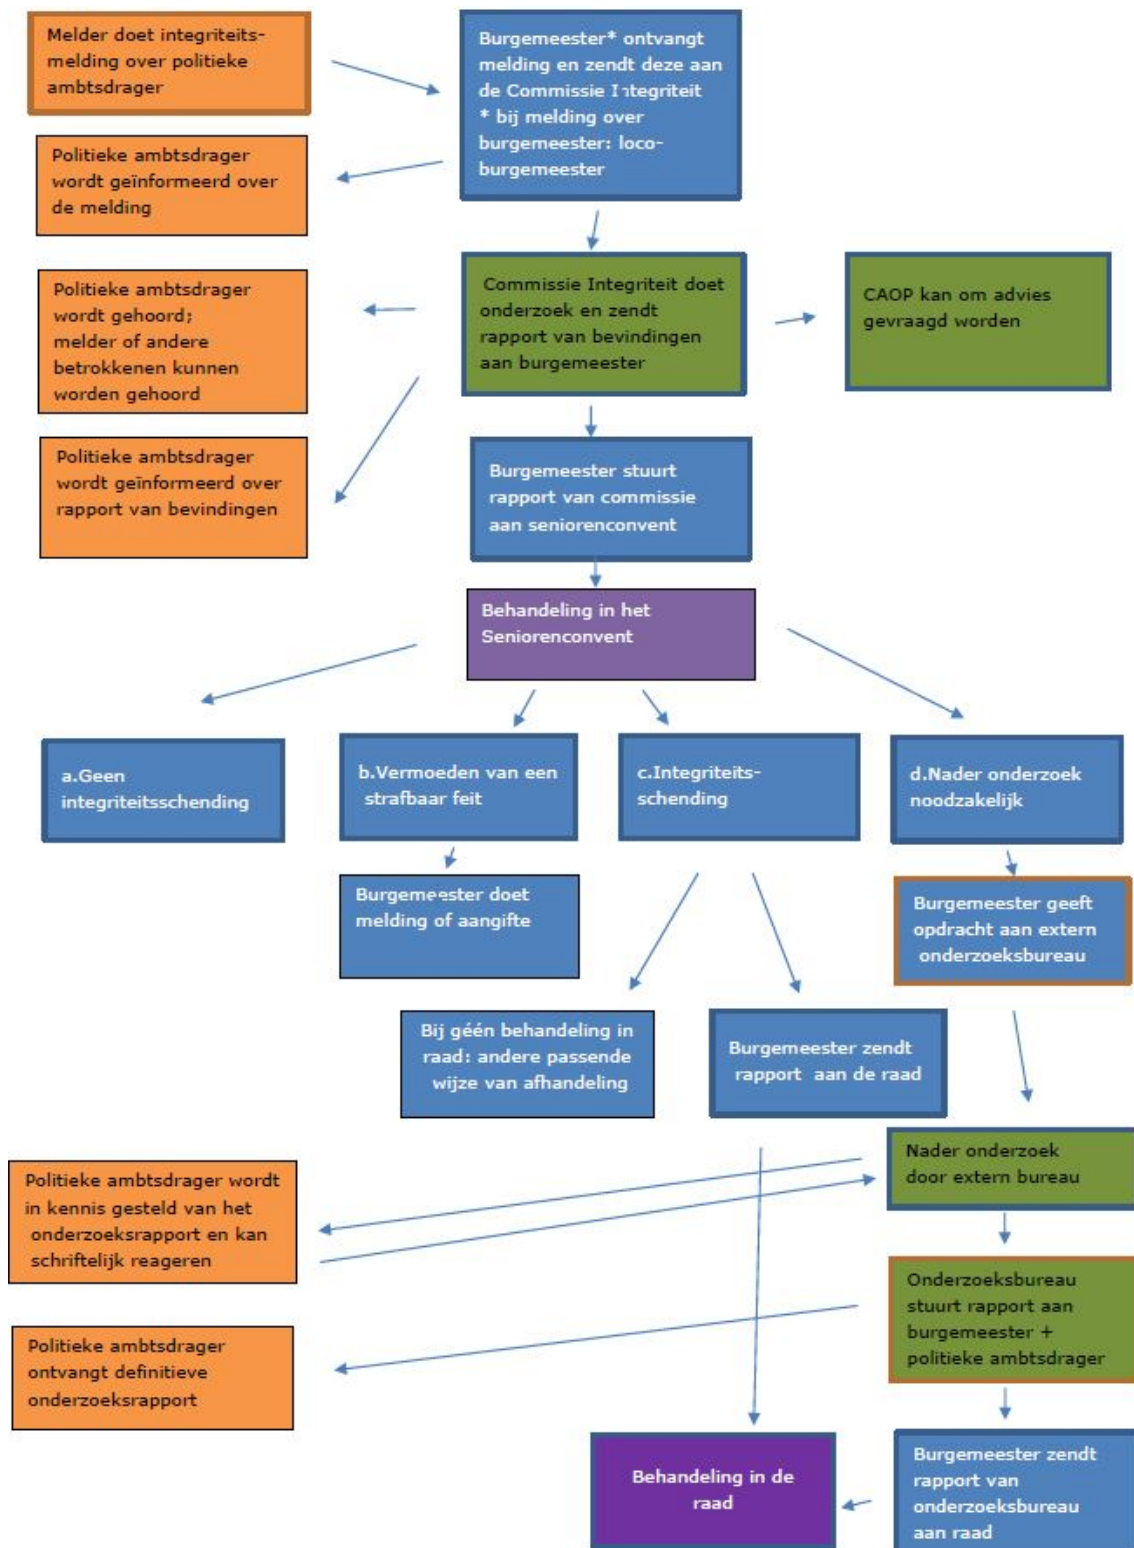 Melder doet integriteits-
melding over politieke
ambtsdrager
Burgemeester* ontvangt
melding en zendt deze aan
de Commissie Integriteit
* bij melding over
burgemeester: loco-
burgemeester
Politieke ambtsdrager
wordt geïnformeerd over
de melding
Politieke ambtsdrager
wordt gehoord;
melder of andere
betrokkenen kunnen
worden gehoord
Commissie Integriteit doet
onderzoek en zendt
rapport van bevindingen
aan burgemeester
CAOP kan om advies
gevraagd worden
Politieke ambtsdrager
wordt geïnformeerd over
rapport van bevindingen
Burgemeester stuurt
rapport van commissie
aan seniorenconvent
Behandeling in het
Seniorenconvent
a.Geen
integriteitsschending
b.Vermoeden van een
strafbaar feit
c.Integriteits-
schending
d.Nader onderzoek
noodzakelijk
Burgemeester doet
melding of aangifte
Burgemeester geeft
opdracht aan extern
onderzoeksbureau
Bij géén behandeling in
raad: andere passende
wijze van afhandeling
Burgemeester zendt
rapport aan de raad
Politieke ambtsdrager wordt
in kennis gesteld van het
onderzoeksrapport en kan
schriftelijk reageren
Nader onderzoek
door extern bureau
Onderzoeksbureau
stuurt rapport aan
burgemeester +
politieke ambtsdrager
Politieke ambtsdrager
ontvangt definitieve
onderzoeksrapport
Behandeling in de
raad
Burgemeester zendt
rapport van
onderzoeksbureau
aan raad